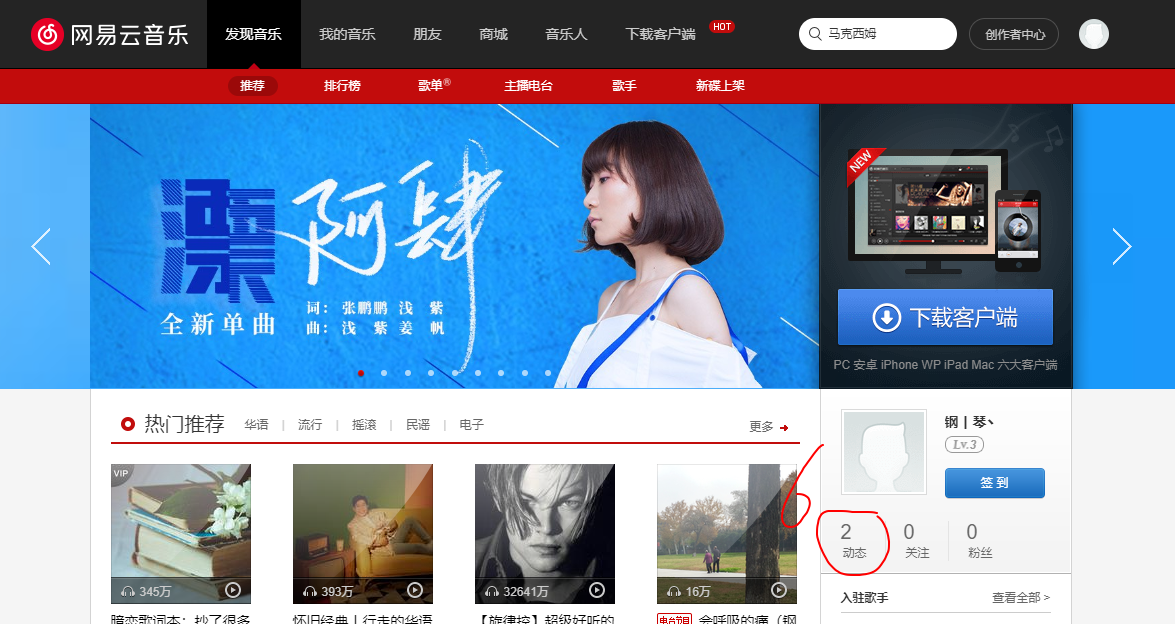 网易云音乐
发现音乐
我的音乐
朋友
商城
音乐人
下载客户端
HOT
马克西姆
创作者中心
推荐
排行榜
歌单®
主播电台
歌手
新碟上架
阿肆
全新单曲
词：张鹏鹏 浅 紫
曲：浅 紫 姜 帆
NEW
下载客户端
PC 安卓 iPhone WP iPad Mac 六大客户端
热门推荐
华语 | 流行 | 摇滚 | 民谣 | 电子
更多
钢丨琴丶
Lv.3
签 到
2
动态
0
关注
0
粉丝
VIP
345万
393万
32641万
16万
暗恋歌词本：抄了很多
怀旧经典丨行走的华语
【旋律控】超级好听的
电台节目 会呼吸的痛（钢
入驻歌手
查看全部 >